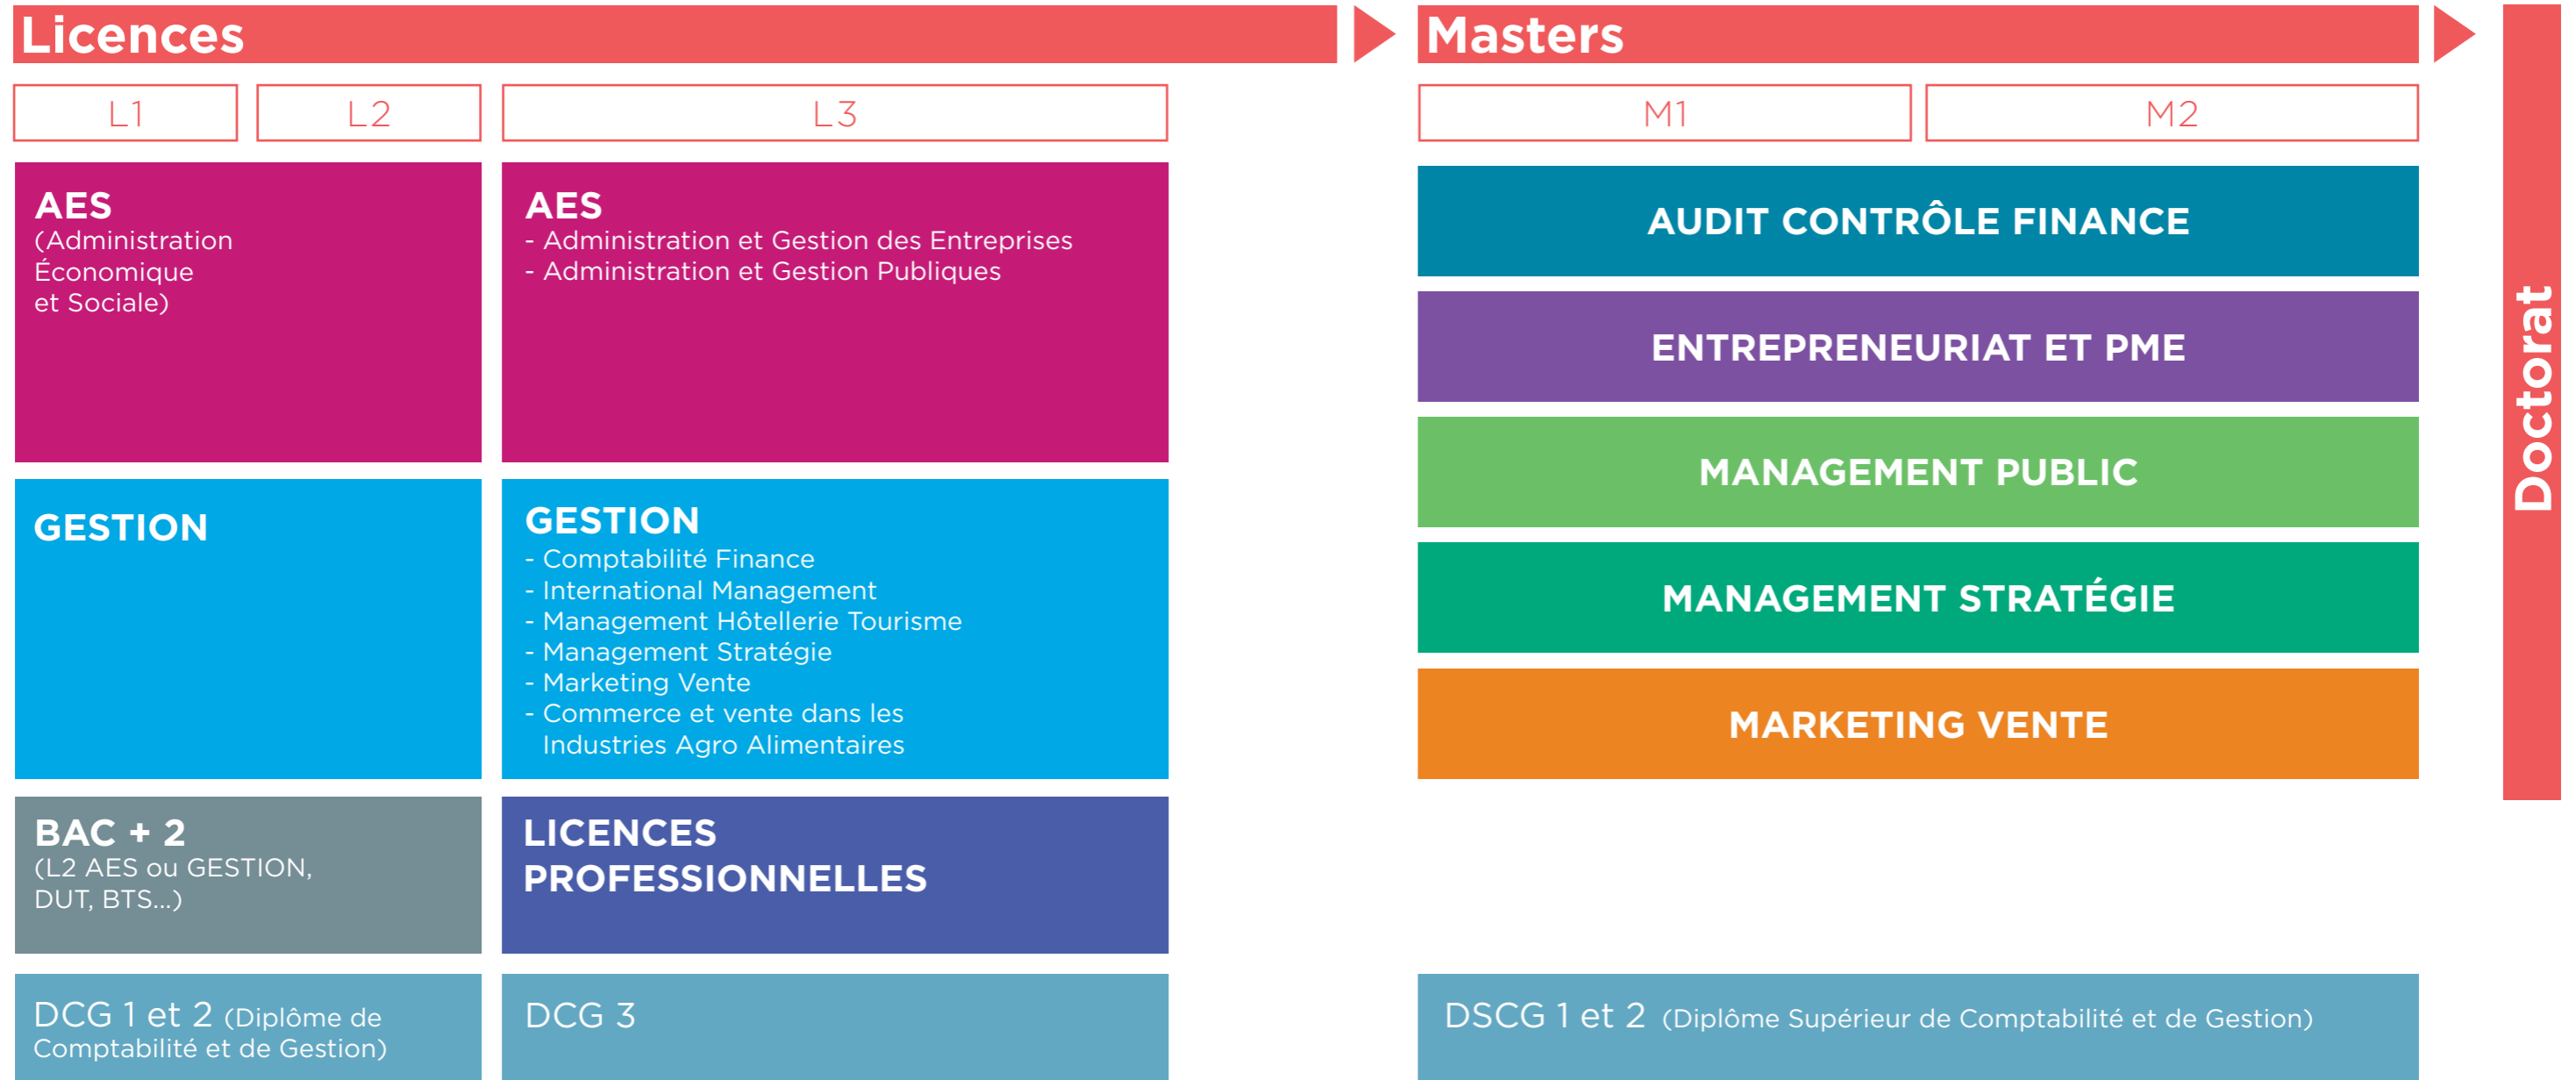 Licences
Masters
L1
L2
L3
M1
M2
AES
(Administration
Économique
et Sociale)
AES
- Administration et Gestion des Entreprises
- Administration et Gestion Publiques
AUDIT CONTRÔLE FINANCE
ENTREPRENEURIAT ET PME
MANAGEMENT PUBLIC
MANAGEMENT STRATÉGIE
MARKETING VENTE
Doctorat
GESTION
GESTION
- Comptabilité Finance
- International Management
- Management Hôtellerie Tourisme
- Management Stratégie
- Marketing Vente
- Commerce et vente dans les
Industries Agro Alimentaires
BAC + 2
(L2 AES ou GESTION,
DUT, BTS...)
LICENCES
PROFESSIONNELLES
DCG 1 et 2 (Diplôme de
Comptabilité et de Gestion)
DCG 3
DSCG 1 et 2 (Diplôme Supérieur de Comptabilité et de Gestion)